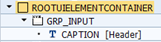 ROOTUIELEMENTCONTAINER
GRP_INPUT
T CAPTION [Header]